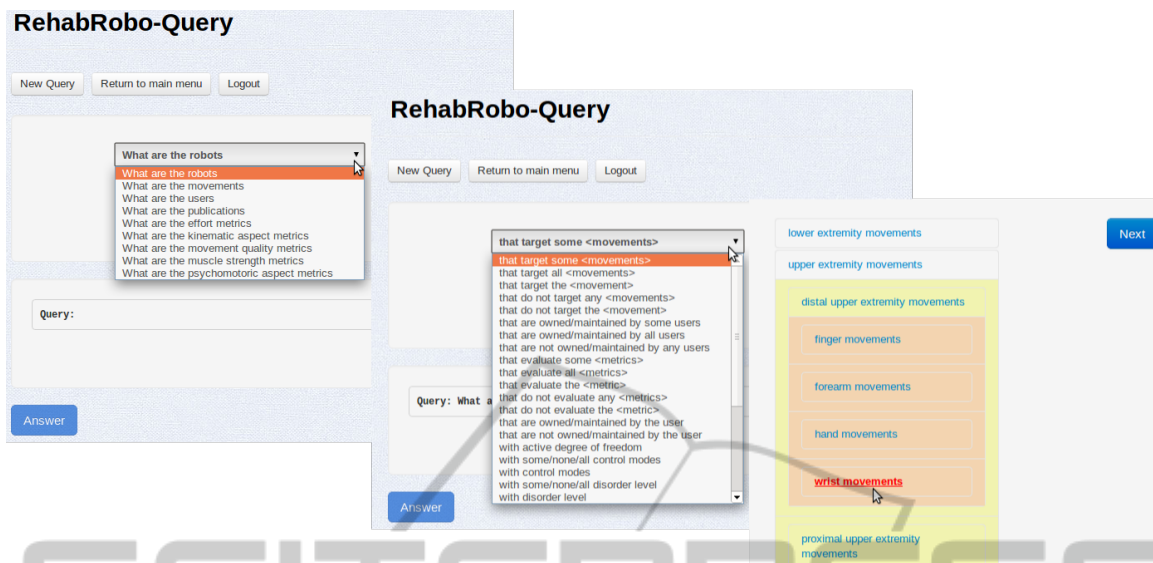 RehabRobo-Query
New Query Return to main menu Logout
What are the robots
What are the robots
What are the movements
What are the users
What are the publications
What are the effort metrics
What are the kinematic aspect metrics
What are the movement quality metrics
What are the muscle strength metrics
What are the psychomotoric aspect metrics
Query:
Answer
RehabRobo-Query
New Query Return to main menu Logout
that target some <movements>
that target some <movements>
that target all <movements>
that target the <movement>
that do not target any <movements>
that do not target the <movement>
that are owned/maintained by some users
that are owned/maintained by all users
that are not owned/maintained by any users
that evaluate some <metrics>
that evaluate all <metrics>
that evaluate the <metric>
that do not evaluate any <metrics>
that do not evaluate the <metric>
that are owned/maintained by the user
that are not owned/maintained by the user
with active degree of freedom
with some/none/all control modes
with control modes
with some/none/all disorder level
with disorder level
Query: What a
Answer
lower extremity movements
Next
upper extremity movements
distal upper extremity movements
finger movements
forearm movements
hand movements
wrist movements
proximal upper extremity
movements